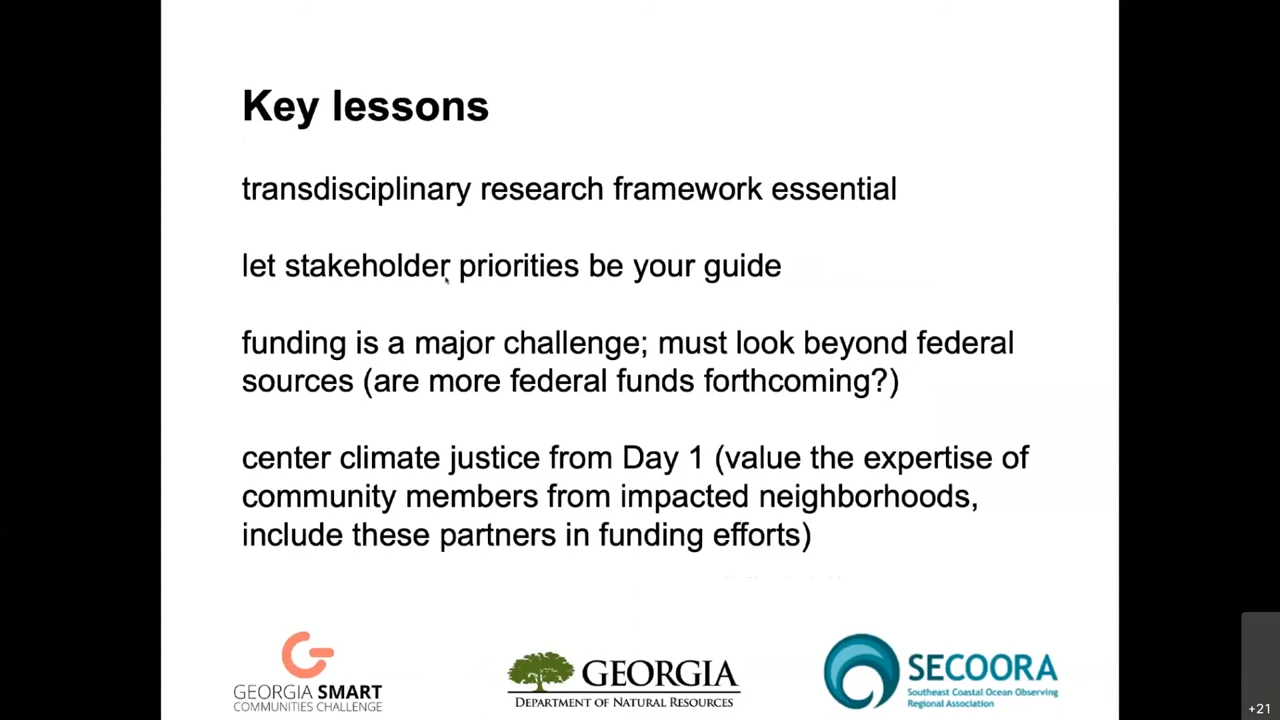 Key lessons
transdisciplinary research framework essential
let stakeholder priorities be your guide
funding is a major challenge; must look beyond federal
sources (are more federal funds forthcoming?)
center climate justice from Day 1 (value the expertise of
community members from impacted neighborhoods,
include these partners in funding efforts)
GEORGIA SMART
COMMUNITIES CHALLENGE
GEORGIA
DEPARTMENT OF NATURAL RESOURCES
SECOORA
Southeast Coastal Ocean Observing
Regional Association
+21